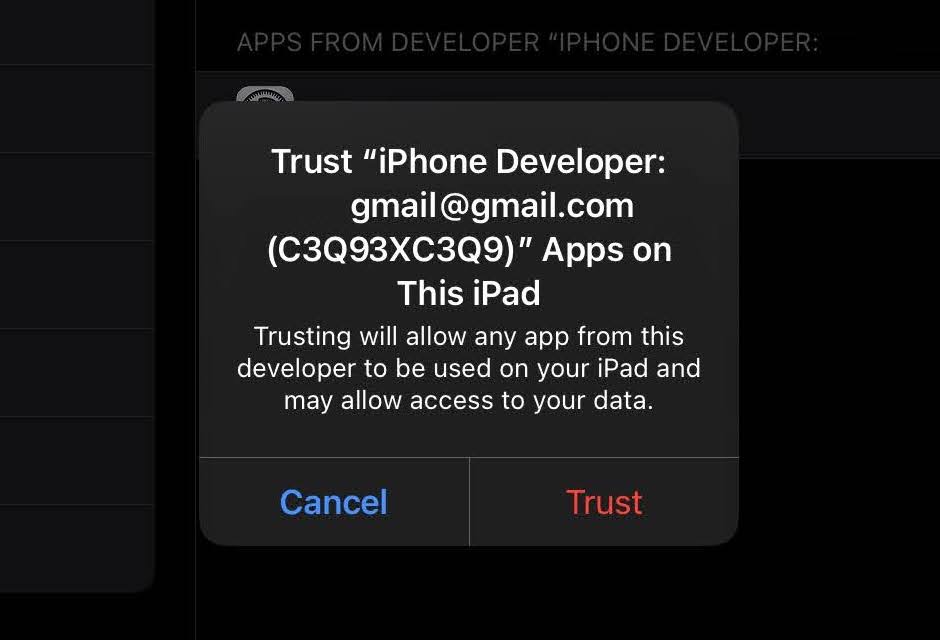 APPS FROM DEVELOPER “IPHONE DEVELOPER:
Trust “iPhone Developer:
gmail@gmail.com
(C3Q93XC3Q9)” Apps on
This iPad
Trusting will allow any app from this
developer to be used on your iPad and
may allow access to your data.
Cancel
Trust